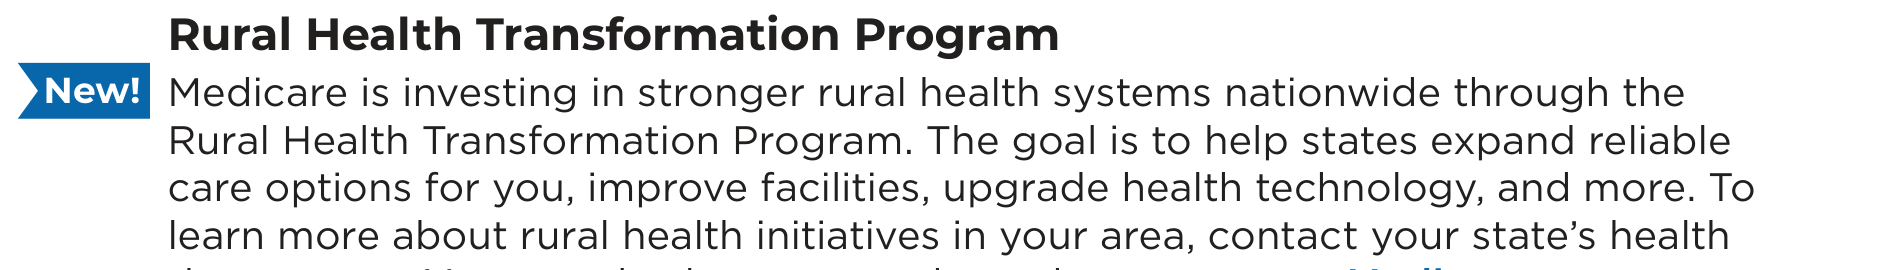 Rural Health Transformation Program
New!
Medicare is investing in stronger rural health systems nationwide through the
Rural Health Transformation Program. The goal is to help states expand reliable
care options for you, improve facilities, upgrade health technology, and more. To
learn more about rural health initiatives in your area, contact your state’s health